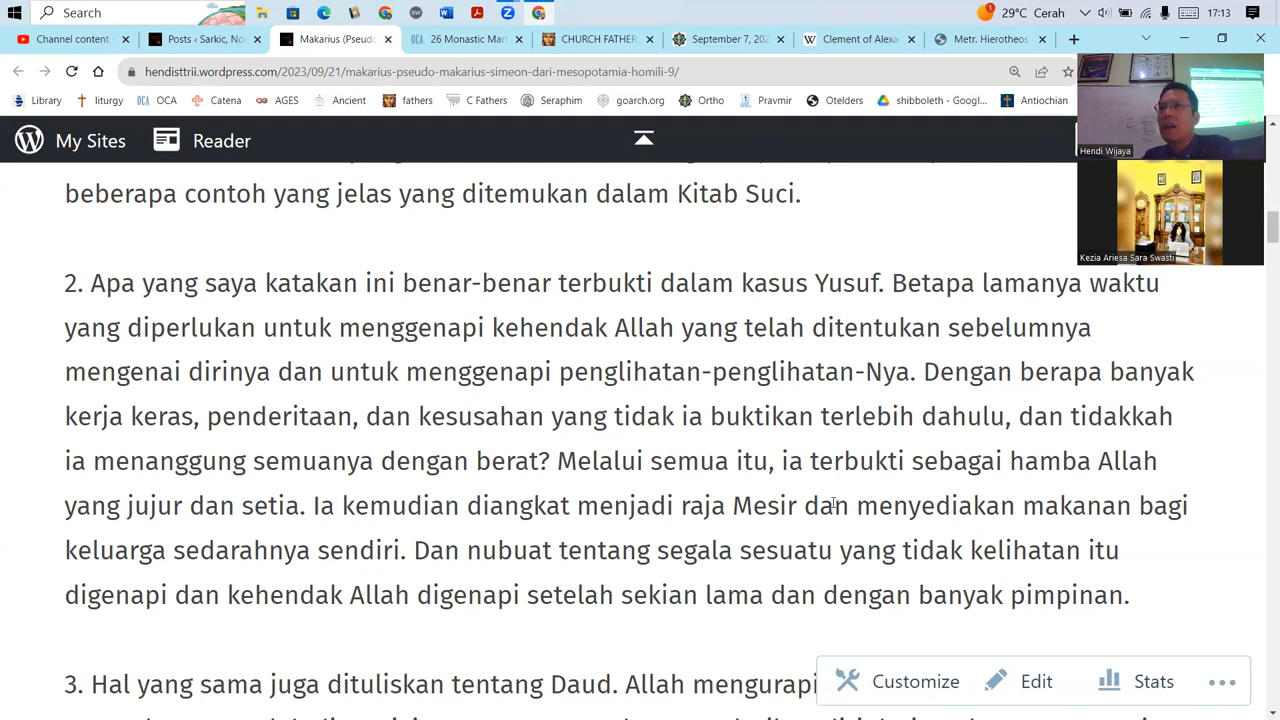 Search
29°C Cerah
17:13
Channel content
Posts ‹ Sarkic, No
Makarius (Pseudo
26 Monastic Mar
CHURCH FATHER
September 7, 202
Clement of Alexa
Metr. Hierotheos
hendisttrii.wordpress.com/2023/09/21/makarius-pseudo-makarius-simeon-dari-mesopotamia-homili-9/
Library
liturgy
OCA
Catena
AGES
Ancient
fathers
C Fathers
Seraphim
goarch.org
Ortho
Pravmir
Otelders
shibboleth - Googl...
Antiochian
My Sites
Reader
Hendi Wijaya
Kezia Ariesa Sara Swasti
beberapa contoh yang jelas yang ditemukan dalam Kitab Suci.
2. Apa yang saya katakan ini benar-benar terbukti dalam kasus Yusuf. Betapa lamanya waktu
yang diperlukan untuk menggenapi kehendak Allah yang telah ditentukan sebelumnya
mengenai dirinya dan untuk menggenapi penglihatan-penglihatan-Nya. Dengan berapa banyak
kerja keras, penderitaan, dan kesusahan yang tidak ia buktikan terlebih dahulu, dan tidakkah
ia menanggung semuanya dengan berat? Melalui semua itu, ia terbukti sebagai hamba Allah
yang jujur dan setia. Ia kemudian diangkat menjadi raja Mesir dan menyediakan makanan bagi
keluarga sedarahnya sendiri. Dan nubuat tentang segala sesuatu yang tidak kelihatan itu
digenapi dan kehendak Allah digenapi setelah sekian lama dan dengan banyak pimpinan.
3. Hal yang sama juga dituliskan tentang Daud. Allah mengurapi
Customize
Edit
Stats